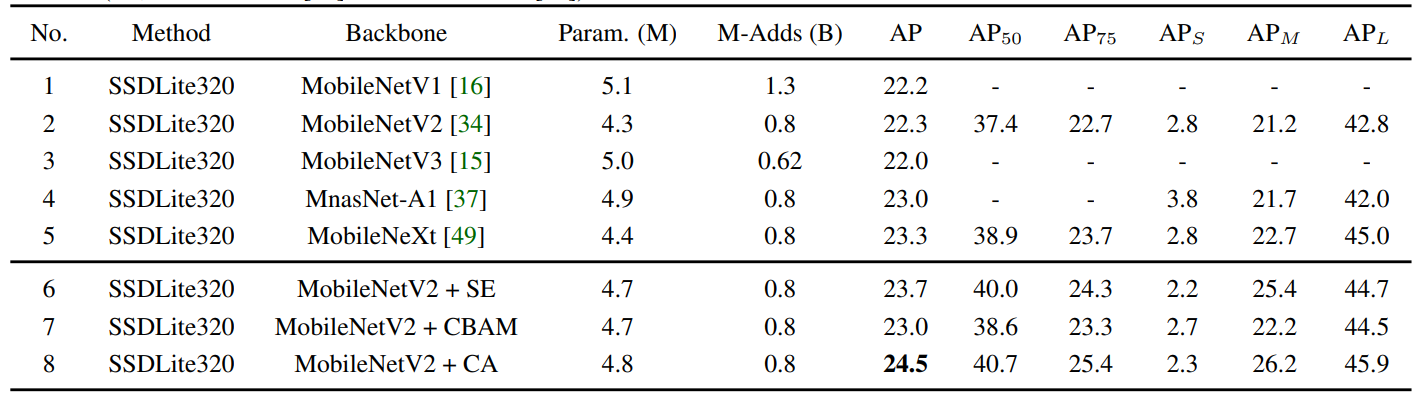 No. Method Backbone Param. (M) M-Adds (B) AP AP50 AP75 APS APM APL
1 SSDLite320 MobileNetV1 [16] 5.1 1.3 22.2 - - - - -
2 SSDLite320 MobileNetV2 [34] 4.3 0.8 22.3 37.4 22.7 2.8 21.2 42.8
3 SSDLite320 MobileNetV3 [15] 5.0 0.62 22.0 - - - - -
4 SSDLite320 MnasNet-A1 [37] 4.9 0.8 23.0 - - 3.8 21.7 42.0
5 SSDLite320 MobileNeXt [49] 4.4 0.8 23.3 38.9 23.7 2.8 22.7 45.0
6 SSDLite320 MobileNetV2 + SE 4.7 0.8 23.7 40.0 24.3 2.2 25.4 44.7
7 SSDLite320 MobileNetV2 + CBAM 4.7 0.8 23.0 38.6 23.3 2.7 22.2 44.5
8 SSDLite320 MobileNetV2 + CA 4.8 0.8 24.5 40.7 25.4 2.3 26.2 45.9